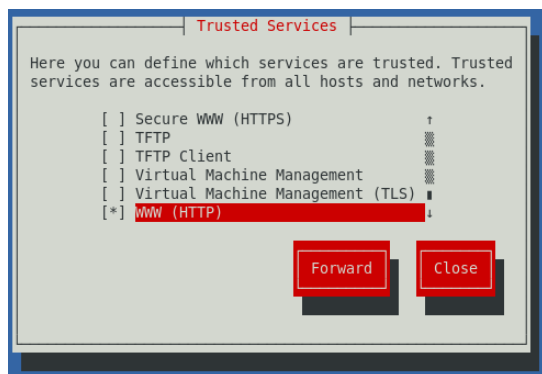 Trusted Services
Here you can define which services are trusted. Trusted
services are accessible from all hosts and networks.
[ ] Secure WWW (HTTPS) ↑
[ ] TFTP
[ ] TFTP Client
[ ] Virtual Machine Management
[ ] Virtual Machine Management (TLS)
[*] WWW (HTTP) ↓
Forward Close